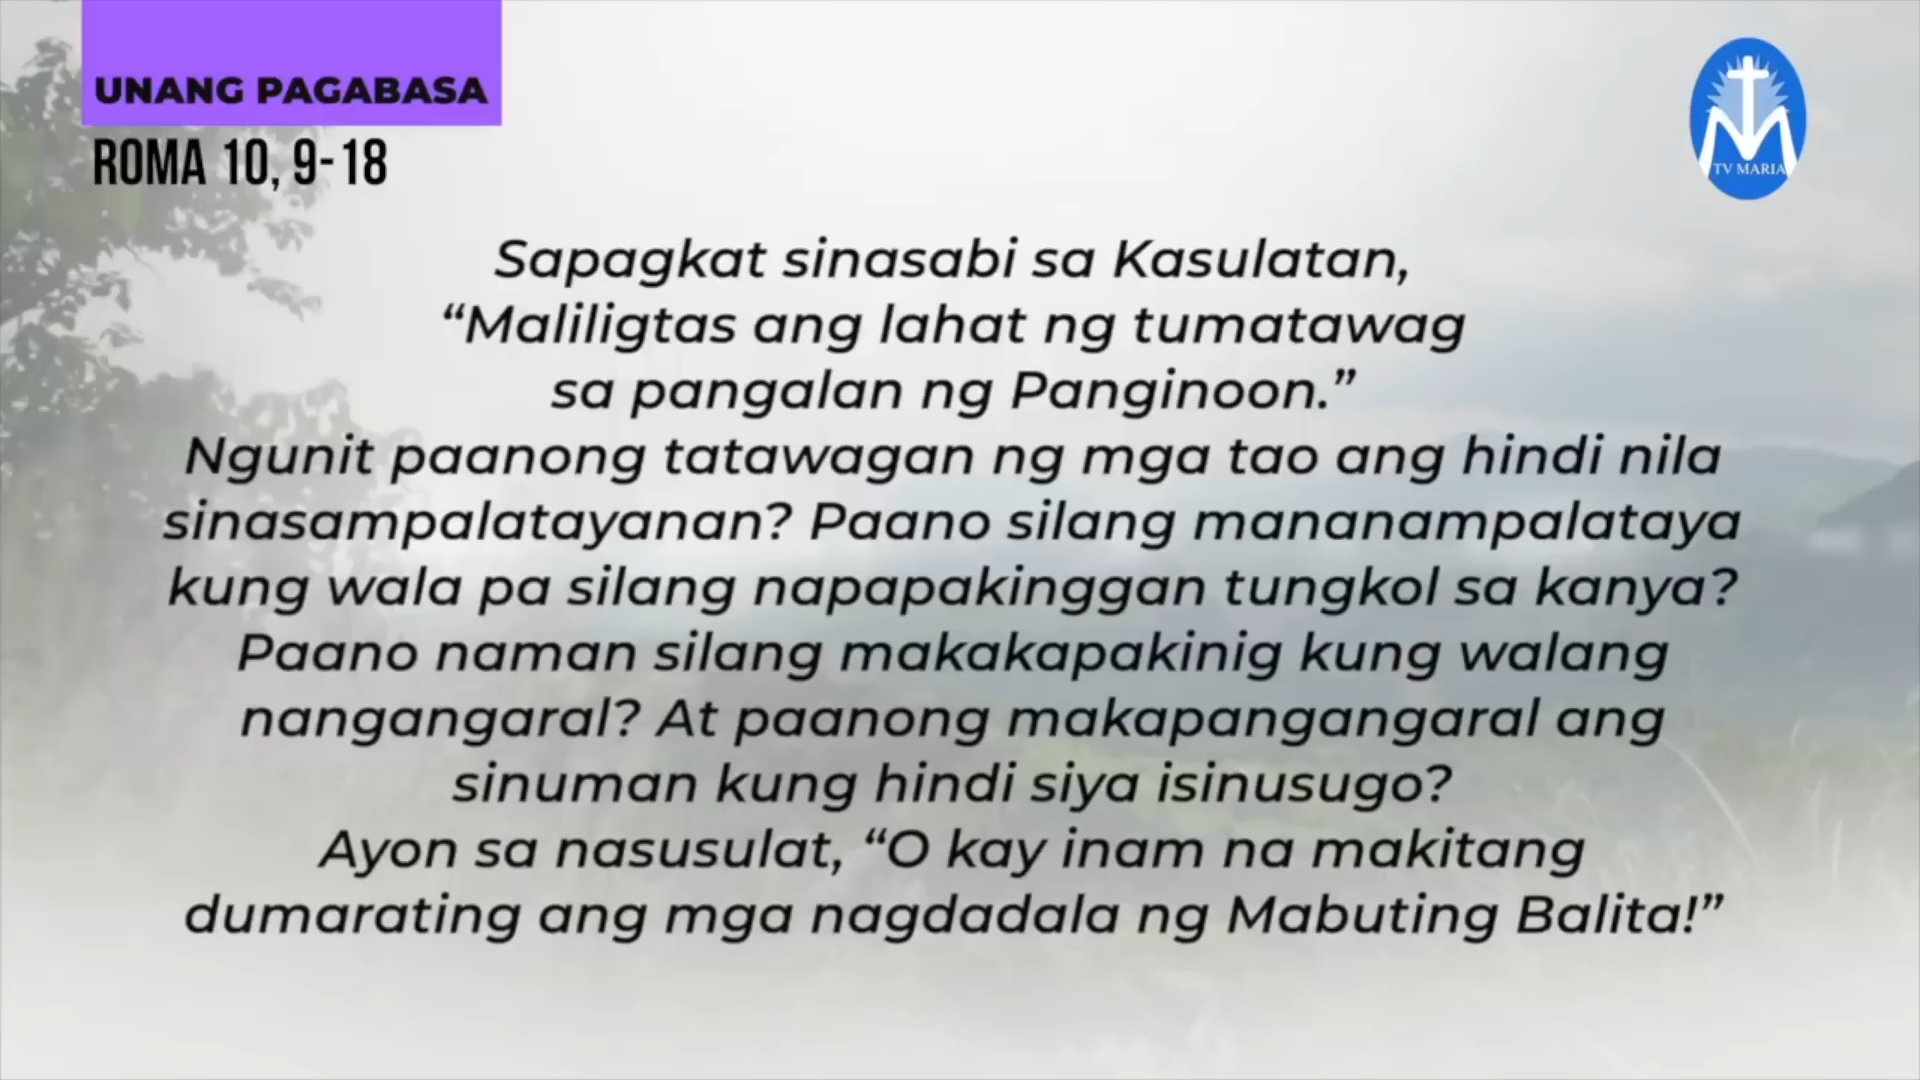 UNANG PAGABASA
ROMA 10, 9-18
TV MARIA
Sapagkat sinasabi sa Kasulatan,
“Maliligtas ang lahat ng tumatawag
sa pangalan ng Panginoon.”
Ngunit paanong tatawagan ng mga tao ang hindi nila
sinasampalatayanan? Paano silang mananampalataya
kung wala pa silang napapakinggan tungkol sa kanya?
Paano naman silang makakapakinig kung walang
nangangaral? At paanong makapangangaral ang
sinuman kung hindi siya isinusugo?
Ayon sa nasusulat, “O kay inam na makitang
dumarating ang mga nagdadala ng Mabuting Balita!”